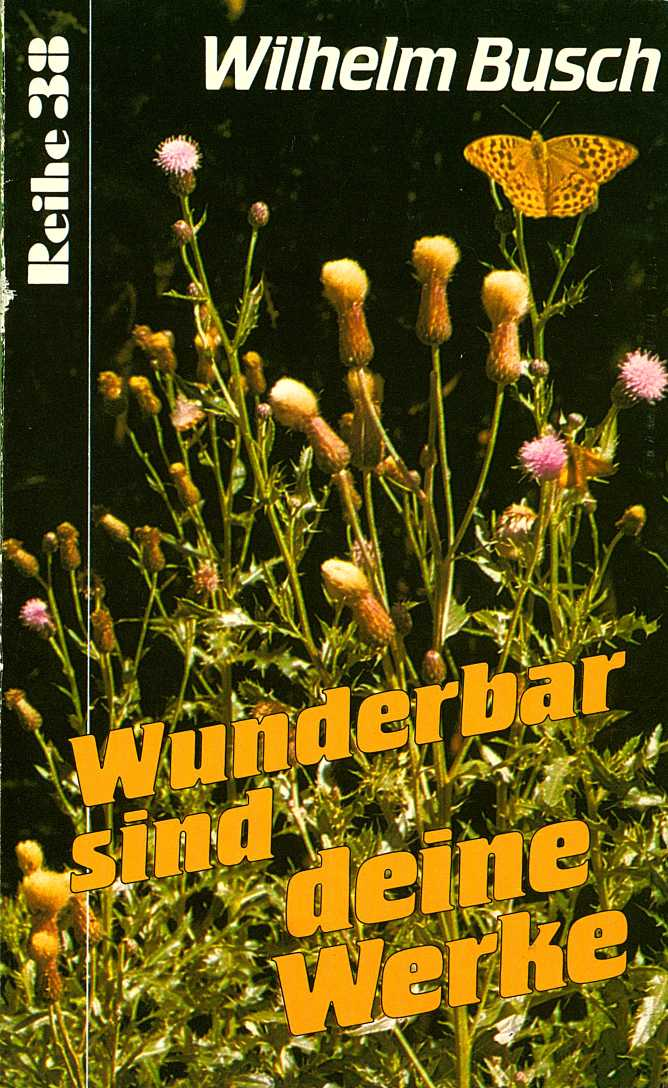 Reihe 38
Wilhelm Busch
Wunderbar
sind
deine
Werke